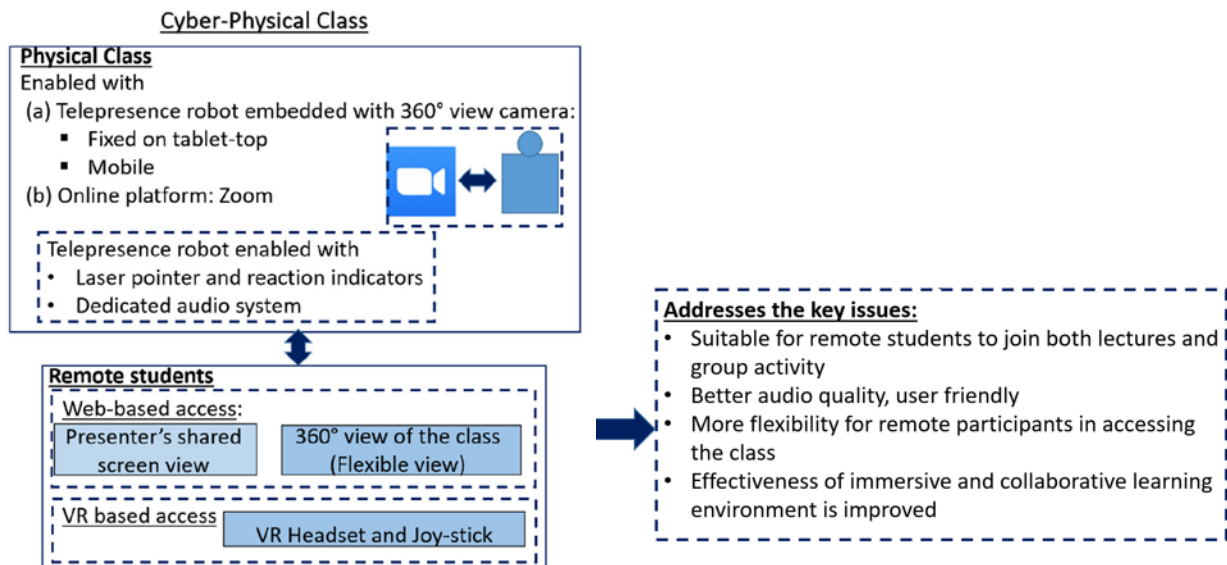 Cyber-Physical Class
Physical Class
Enabled with
(a) Telepresence robot embedded with 360° view camera:
▪ Fixed on tablet-top
▪ Mobile
(b) Online platform: Zoom
Telepresence robot enabled with
• Laser pointer and reaction indicators
• Dedicated audio system
Remote students
Web-based access:
Presenter's shared
screen view
360° view of the class
(Flexible view)
VR based access
VR Headset and Joy-stick
Addresses the key issues:
• Suitable for remote students to join both lectures and
group activity
• Better audio quality, user friendly
• More flexibility for remote participants in accessing
the class
• Effectiveness of immersive and collaborative learning
environment is improved